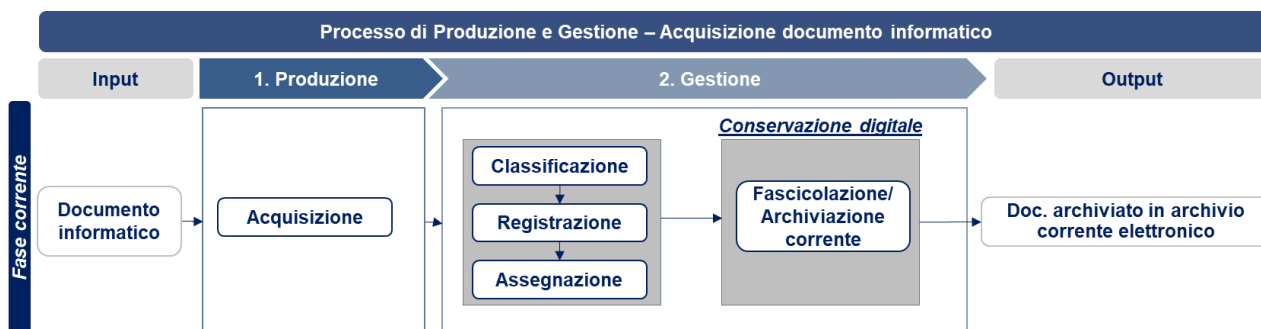 Processo di Produzione e Gestione – Acquisizione documento informatico
Input
1. Produzione
2. Gestione
Output
Fase corrente
Documento
informatico
Acquisizione
Classificazione
Registrazione
Assegnazione
Conservazione digitale
Fascicolazione/
Archiviazione
corrente
Doc. archiviato in archivio
corrente elettronico